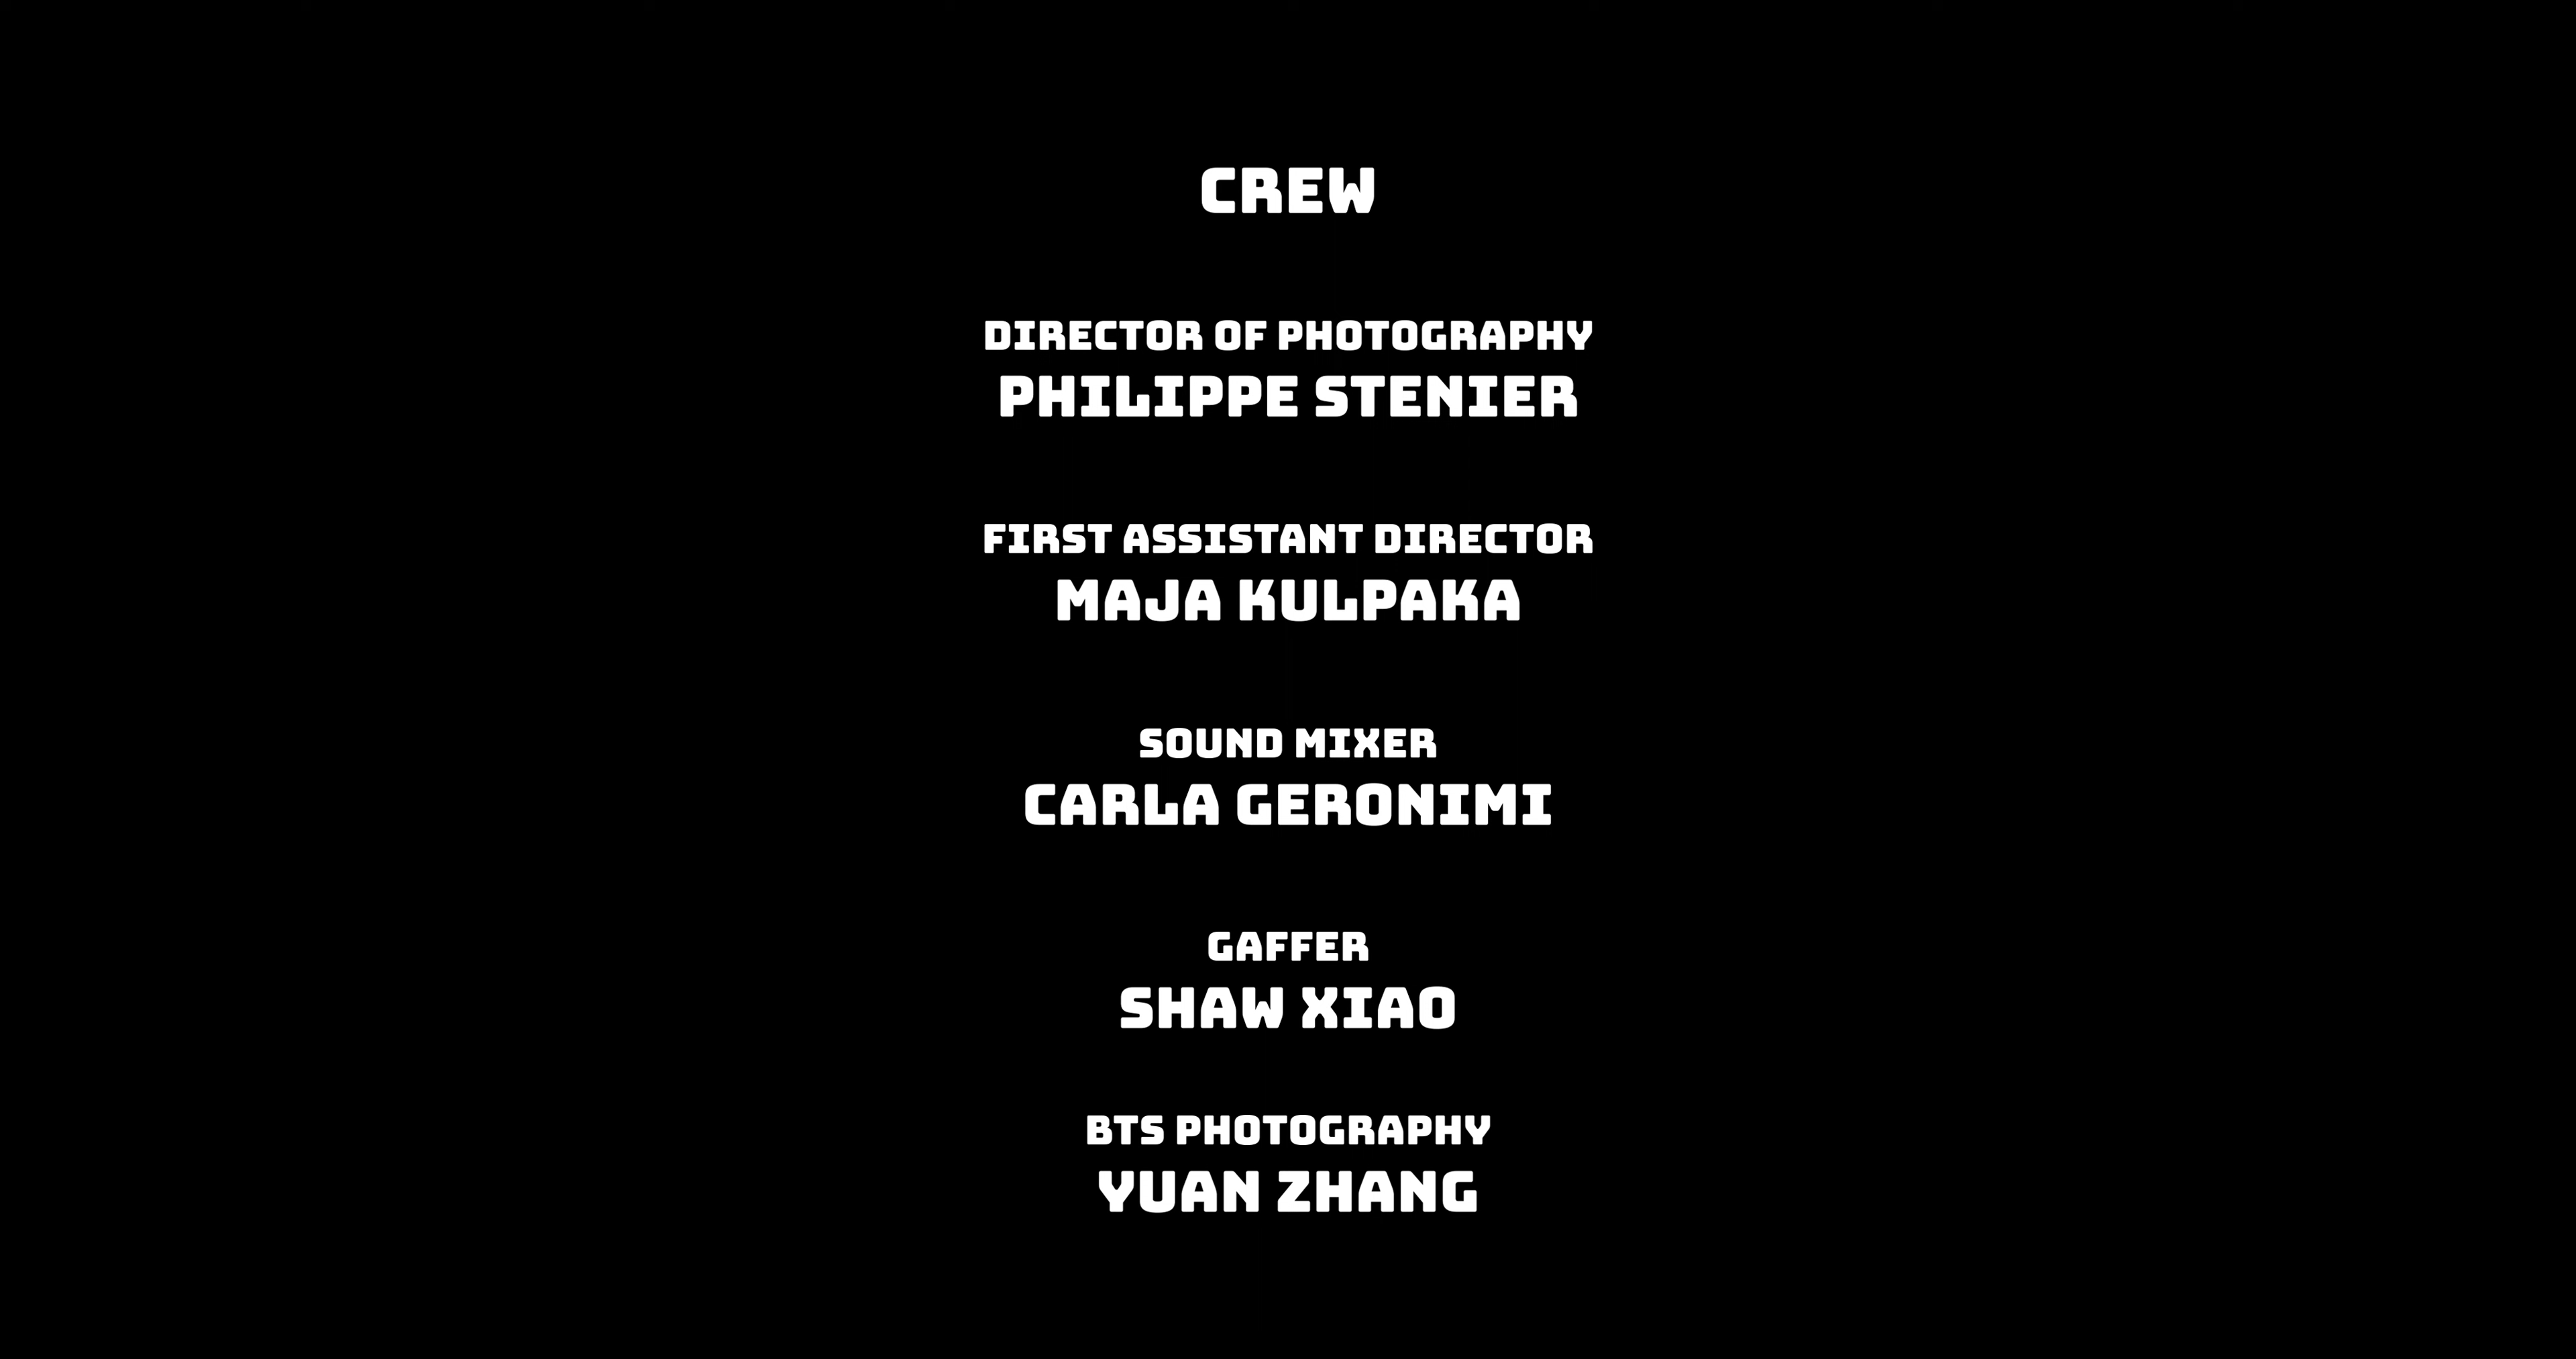 CREW
DIRECTOR OF PHOTOGRAPHY
PHILIPPE STENIER
FIRST ASSISTANT DIRECTOR
MAJA KULPAKA
SOUND MIXER
CARLA GERONIMI
GAFFER
SHAW XIAO
BTS PHOTOGRAPHY
YUAN ZHANG